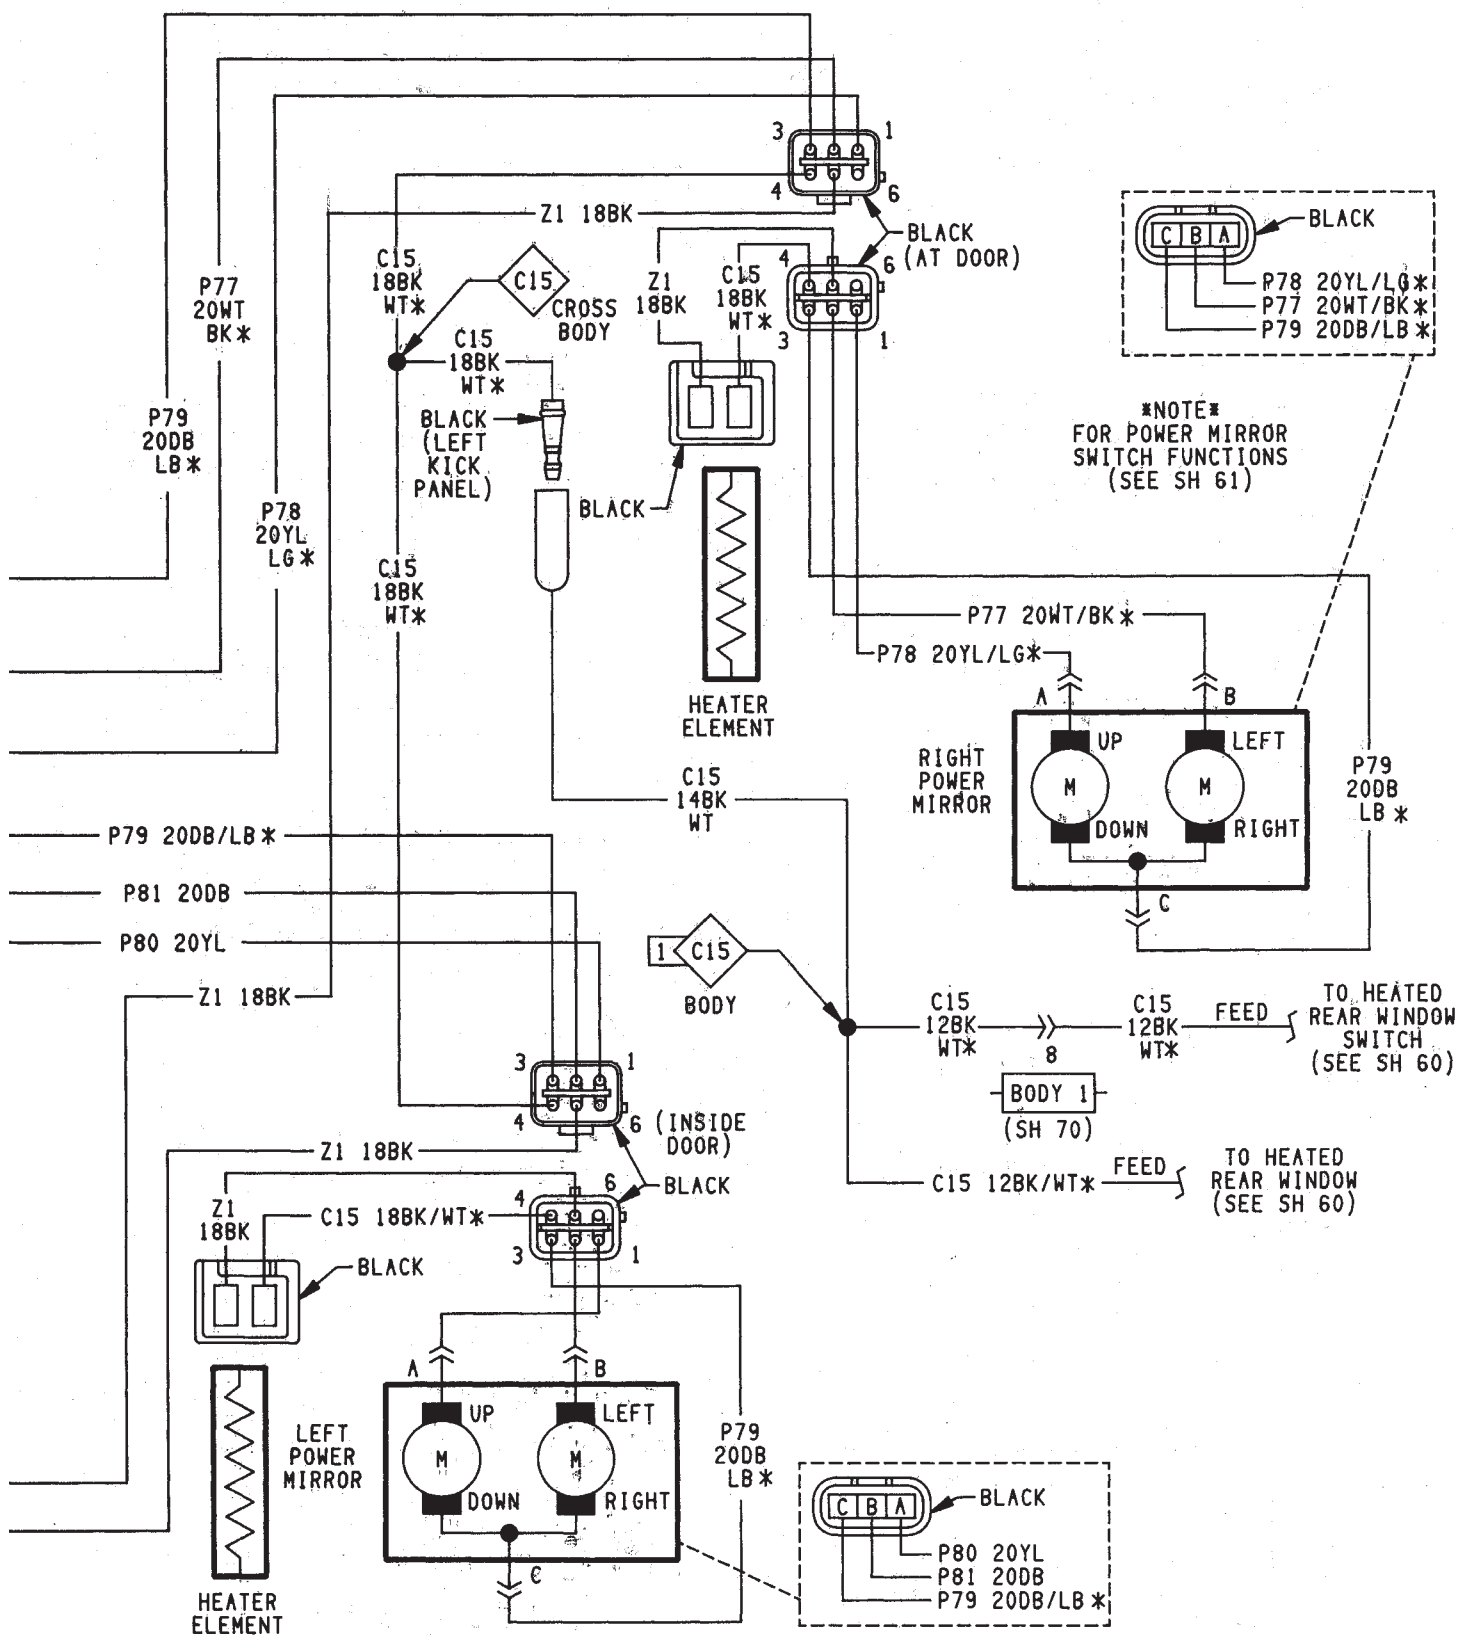 3 1
4 6
Z1 18BK
BLACK
(AT DOOR)
C15
18BK
WT*
C15
CROSS
BODY
Z1
18BK
C15
18BK
WT*
4 6
3 1
C B A
BLACK
P78 20YL/LG*
P77 20WT/BK*
P79 20DB/LB*
P77
20WT
BK*
C15
18BK
WT*
BLACK
(LEFT
KICK
PANEL)
P79
20DB
LB*
BLACK
*NOTE*
FOR POWER MIRROR
SWITCH FUNCTIONS
(SEE SH 61)
P78
20YL
LG*
C15
18BK
WT*
P77 20WT/BK*
P78 20YL/LG*
HEATER
ELEMENT
A B
UP LEFT
M M
DOWN RIGHT
C
RIGHT
POWER
MIRROR
P79
20DB
LB*
C15
14BK
WT
P79 20DB/LB*
P81 20DB
P80 20YL
1 C15
BODY
Z1 18BK
C15
12BK
WT*
8
C15
12BK
WT*
FEED
TO HEATED
REAR WINDOW
SWITCH
(SEE SH 60)
BODY 1
(SH 70)
3 1
4 6
(INSIDE
DOOR)
Z1 18BK
BLACK
C15 12BK/WT*
FEED
TO HEATED
REAR WINDOW
(SEE SH 60)
4 6
3 1
Z1
18BK
C15 18BK/WT*
BLACK
A B
UP LEFT
M M
DOWN RIGHT
C
LEFT
POWER
MIRROR
P79
20DB
LB*
HEATER
ELEMENT
C B A
BLACK
P80 20YL
P81 20DB
P79 20DB/LB*